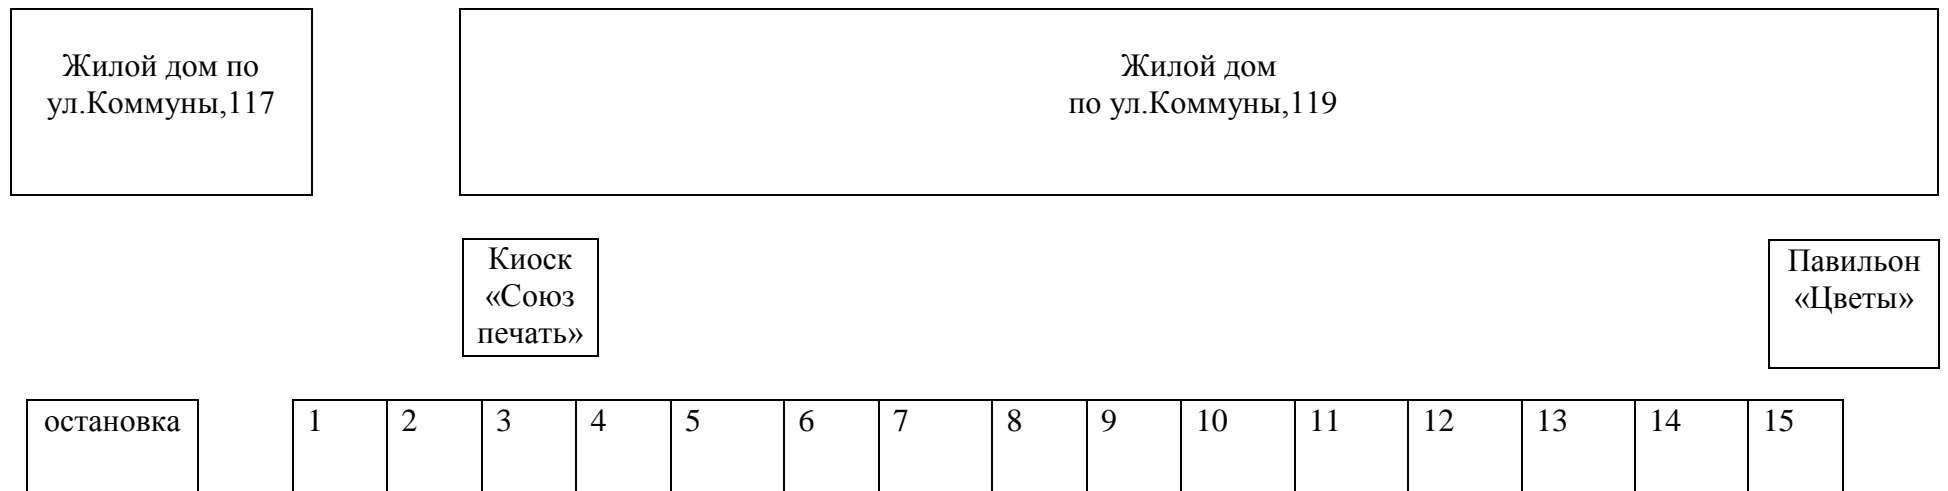 Жилой дом по
ул.Коммуны,117
Жилой дом
по ул.Коммуны,119
Киоск
«Союз
печать»
Павильон
«Цветы»
остановка
1 2 3 4 5 6 7 8 9 10 11 12 13 14 15